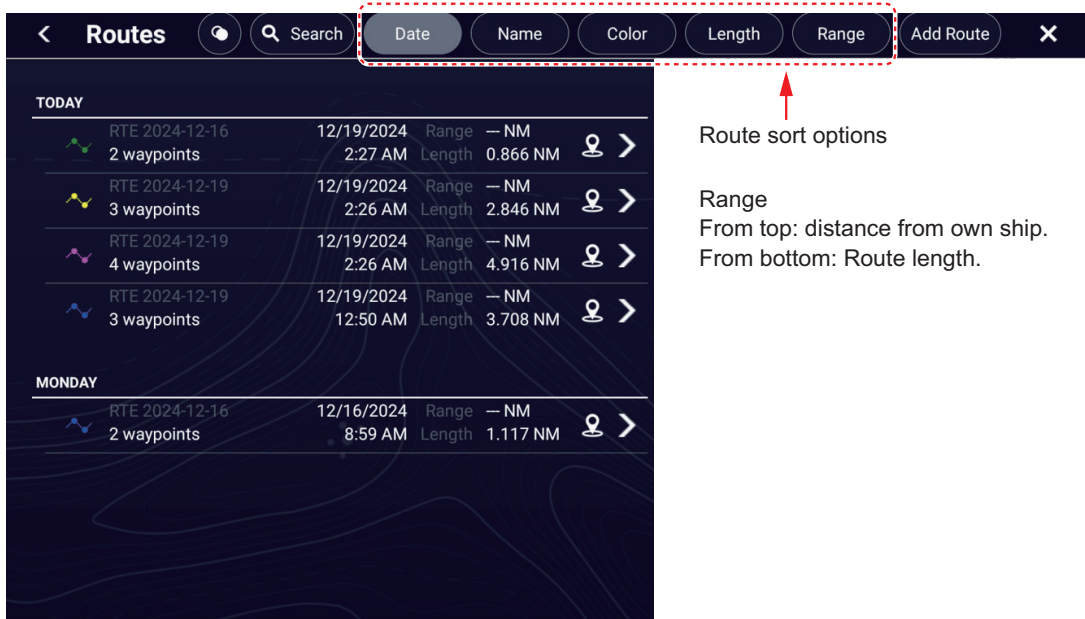 Routes Search Date Name Color Length Range Add Route
TODAY
RTE 2024-12-16 12/19/2024 Range --- NM
2 waypoints 2:27 AM Length 0.866 NM
RTE 2024-12-19 12/19/2024 Range --- NM
3 waypoints 2:26 AM Length 2.846 NM
RTE 2024-12-19 12/19/2024 Range --- NM
4 waypoints 2:26 AM Length 4.916 NM
RTE 2024-12-19 12/19/2024 Range --- NM
3 waypoints 12:50 AM Length 3.708 NM
MONDAY
RTE 2024-12-16 12/16/2024 Range --- NM
2 waypoints 8:59 AM Length 1.117 NM
Route sort options
Range
From top: distance from own ship.
From bottom: Route length.